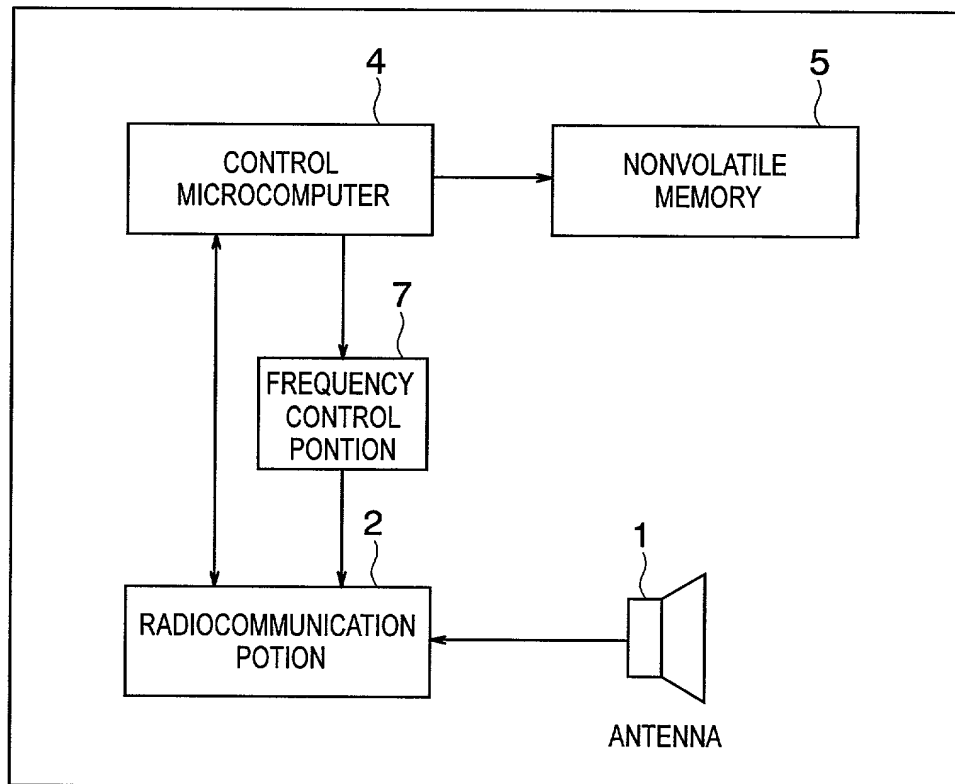 4
5
CONTROL
MICROCOMPUTER
NONVOLATILE
MEMORY
7
FREQUENCY
CONTROL
PONTION
2
1
RADIOCOMMUNICATION
POTION
ANTENNA